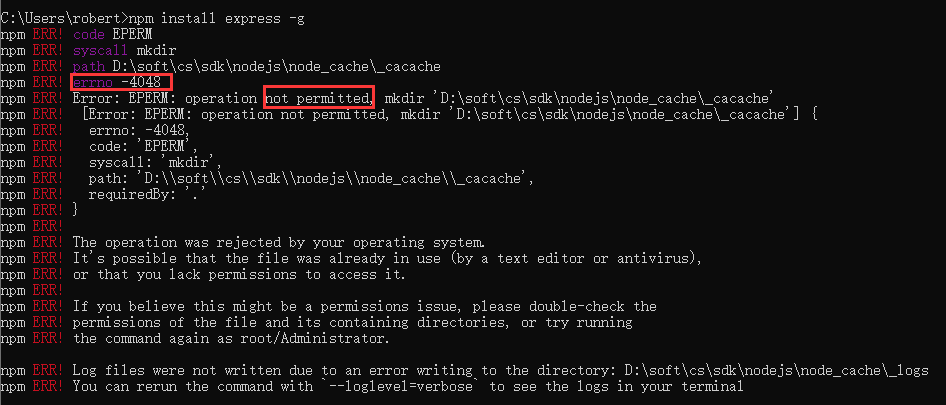 C:\Users\robert>npm install express -g
npm ERR! code EPERM
npm ERR! syscall mkdir
npm ERR! path D:\soft\cs\sdk\nodejs\node_cache\_cacache
npm ERR! errno -4048
npm ERR! Error: EPERM: operation not permitted, mkdir 'D:\soft\cs\sdk\nodejs\node_cache\_cacache'
npm ERR!  [Error: EPERM: operation not permitted, mkdir 'D:\soft\cs\sdk\nodejs\node_cache\_cacache'] {
npm ERR!   errno: -4048,
npm ERR!   code: 'EPERM',
npm ERR!   syscall: 'mkdir',
npm ERR!   path: 'D:\\soft\\cs\\sdk\\nodejs\\node_cache\\_cacache',
npm ERR!   requiredBy: '.'
npm ERR! }
npm ERR!
npm ERR! The operation was rejected by your operating system.
npm ERR! It's possible that the file was already in use (by a text editor or antivirus),
npm ERR! or that you lack permissions to access it.
npm ERR!
npm ERR! If you believe this might be a permissions issue, please double-check the
npm ERR! permissions of the file and its containing directories, or try running
npm ERR! the command again as root/Administrator.
npm ERR! Log files were not written due to an error writing to the directory: D:\soft\cs\sdk\nodejs\node_cache\_logs
npm ERR! You can rerun the command with `--loglevel=verbose` to see the logs in your terminal